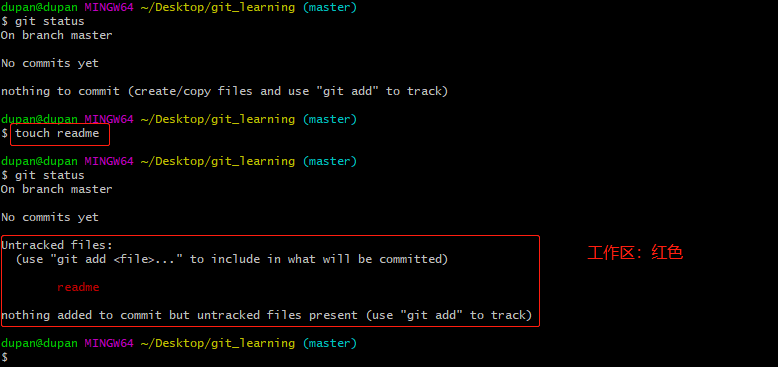 dupan@dupan MINGW64 ~/Desktop/git_learning (master)
$ git status
On branch master
No commits yet
nothing to commit (create/copy files and use "git add" to track)
dupan@dupan MINGW64 ~/Desktop/git_learning (master)
$ touch readme
dupan@dupan MINGW64 ~/Desktop/git_learning (master)
$ git status
On branch master
No commits yet
Untracked files:
(use "git add <file>..." to include in what will be committed)
工作区：红色
readme
nothing added to commit but untracked files present (use "git add" to track)
dupan@dupan MINGW64 ~/Desktop/git_learning (master)
$